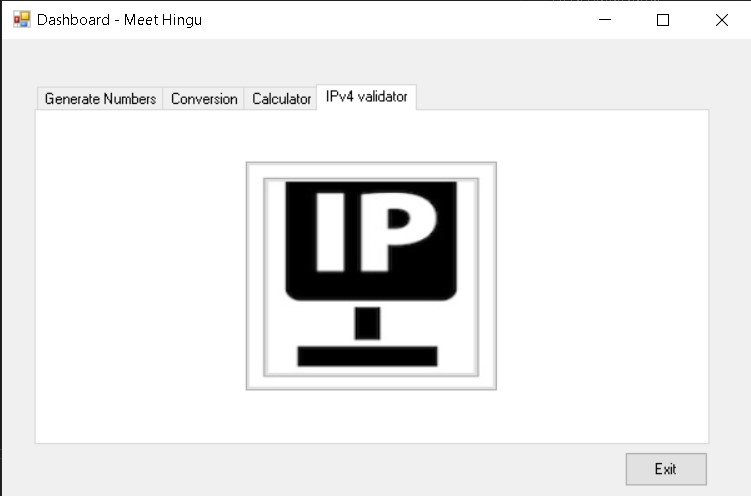 Dashboard - Meet Hingu
Generate Numbers Conversion Calculator IPv4 validator
IP
Exit